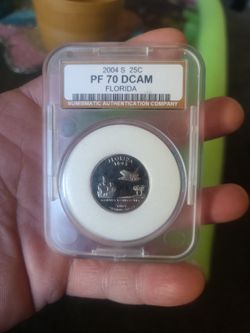 2004 S 25C
PF 70 DCAM
FLORIDA
NUMISMATIC AUTHENTICATION COMPANY
FLORIDA